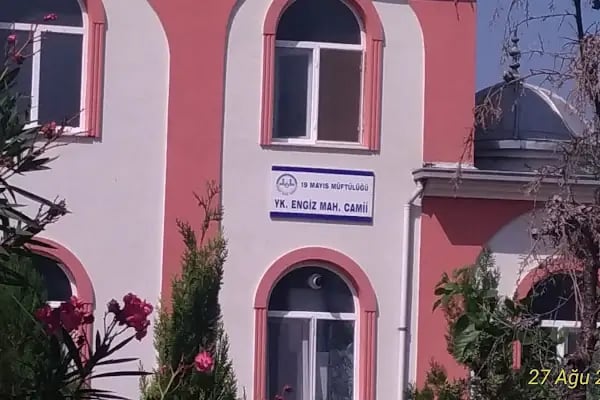 19 MAYIS MÜFTÜLÜĞÜ
YK. ENGİZ MAH. CAMİİ
27 Ağu 2